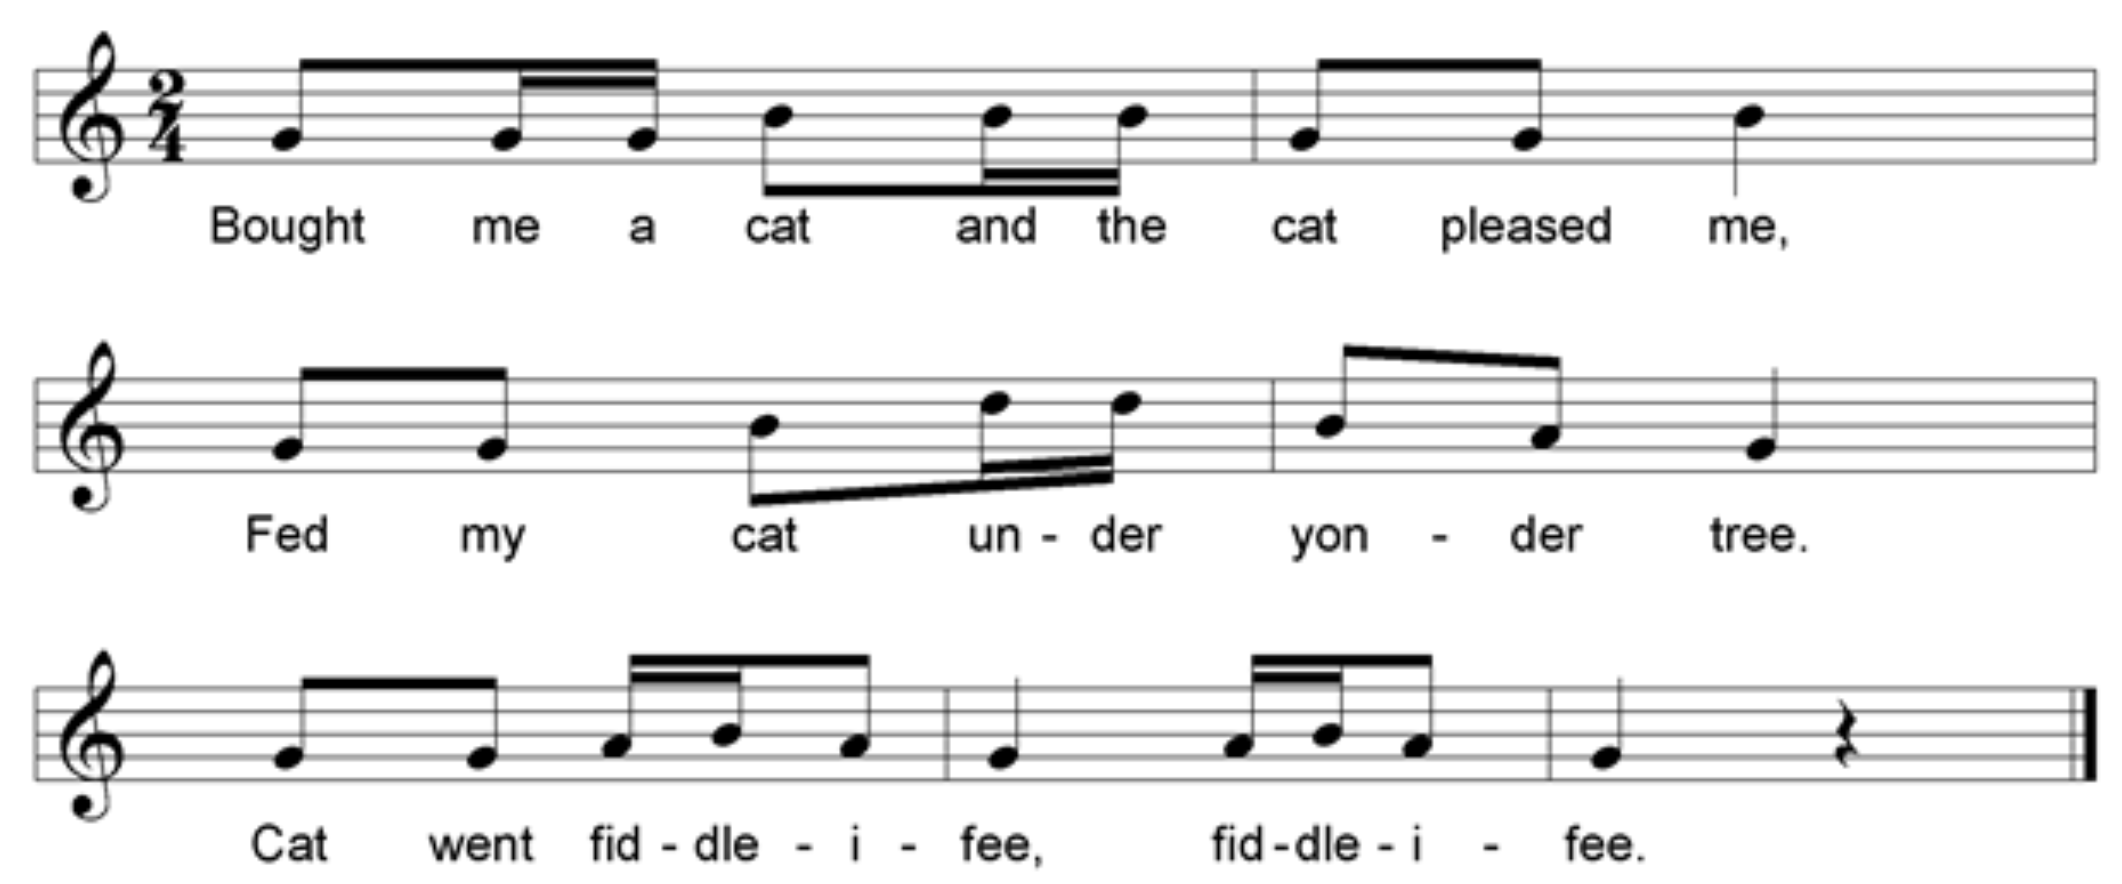 2
4
Bought me a cat and the cat pleased me,
Fed my cat un - der yon - der tree.
Cat went fid - dle - i - fee, fid - dle - i - fee.